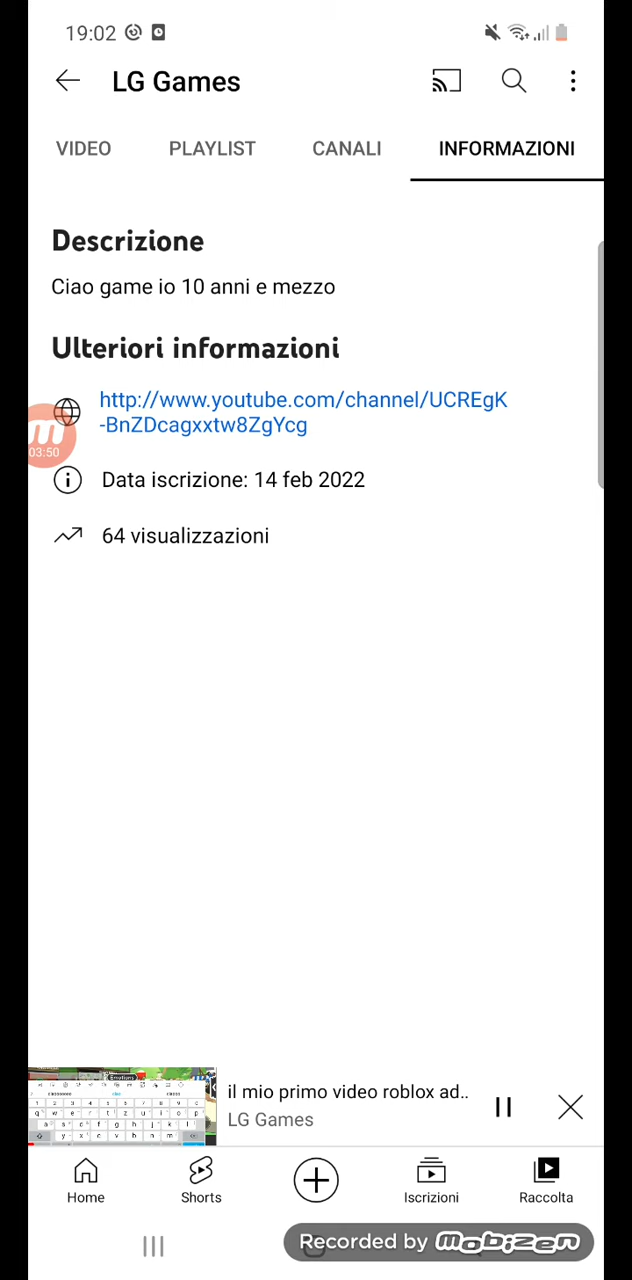 19:02
LG Games
VIDEO PLAYLIST CANALI INFORMAZIONI
Descrizione
Ciao game io 10 anni e mezzo
Ulteriori informazioni
http://www.youtube.com/channel/UCREgK
-BnZDcagxxtw8ZgYcg
03:50
Data iscrizione: 14 feb 2022
64 visualizzazioni
il mio primo video roblox ad..
LG Games
Home Shorts Iscrizioni Raccolta
Recorded by mobizen